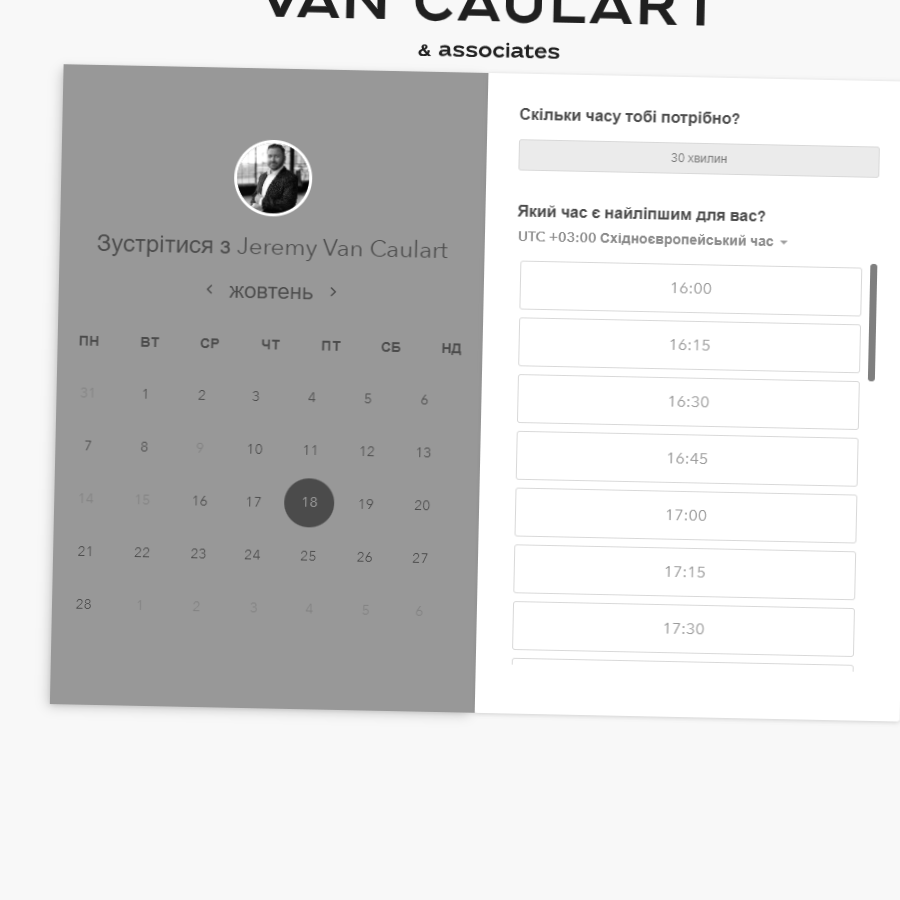 VAN CAULART
& associates
Зустрітися з Jeremy Van Caulart
жовтень
ПН ВТ СР ЧТ ПТ СБ НД
31 1 2 3 4 5 6
7 8 9 10 11 12 13
14 15 16 17 18 19 20
21 22 23 24 25 26 27
28 1 2 3 4 5 6
Скільки часу тобі потрібно?
30 хвилин
Який час є найліпшим для вас?
UTC +03:00 Східноєвропейський час
16:00
16:15
16:30
16:45
17:00
17:15
17:30